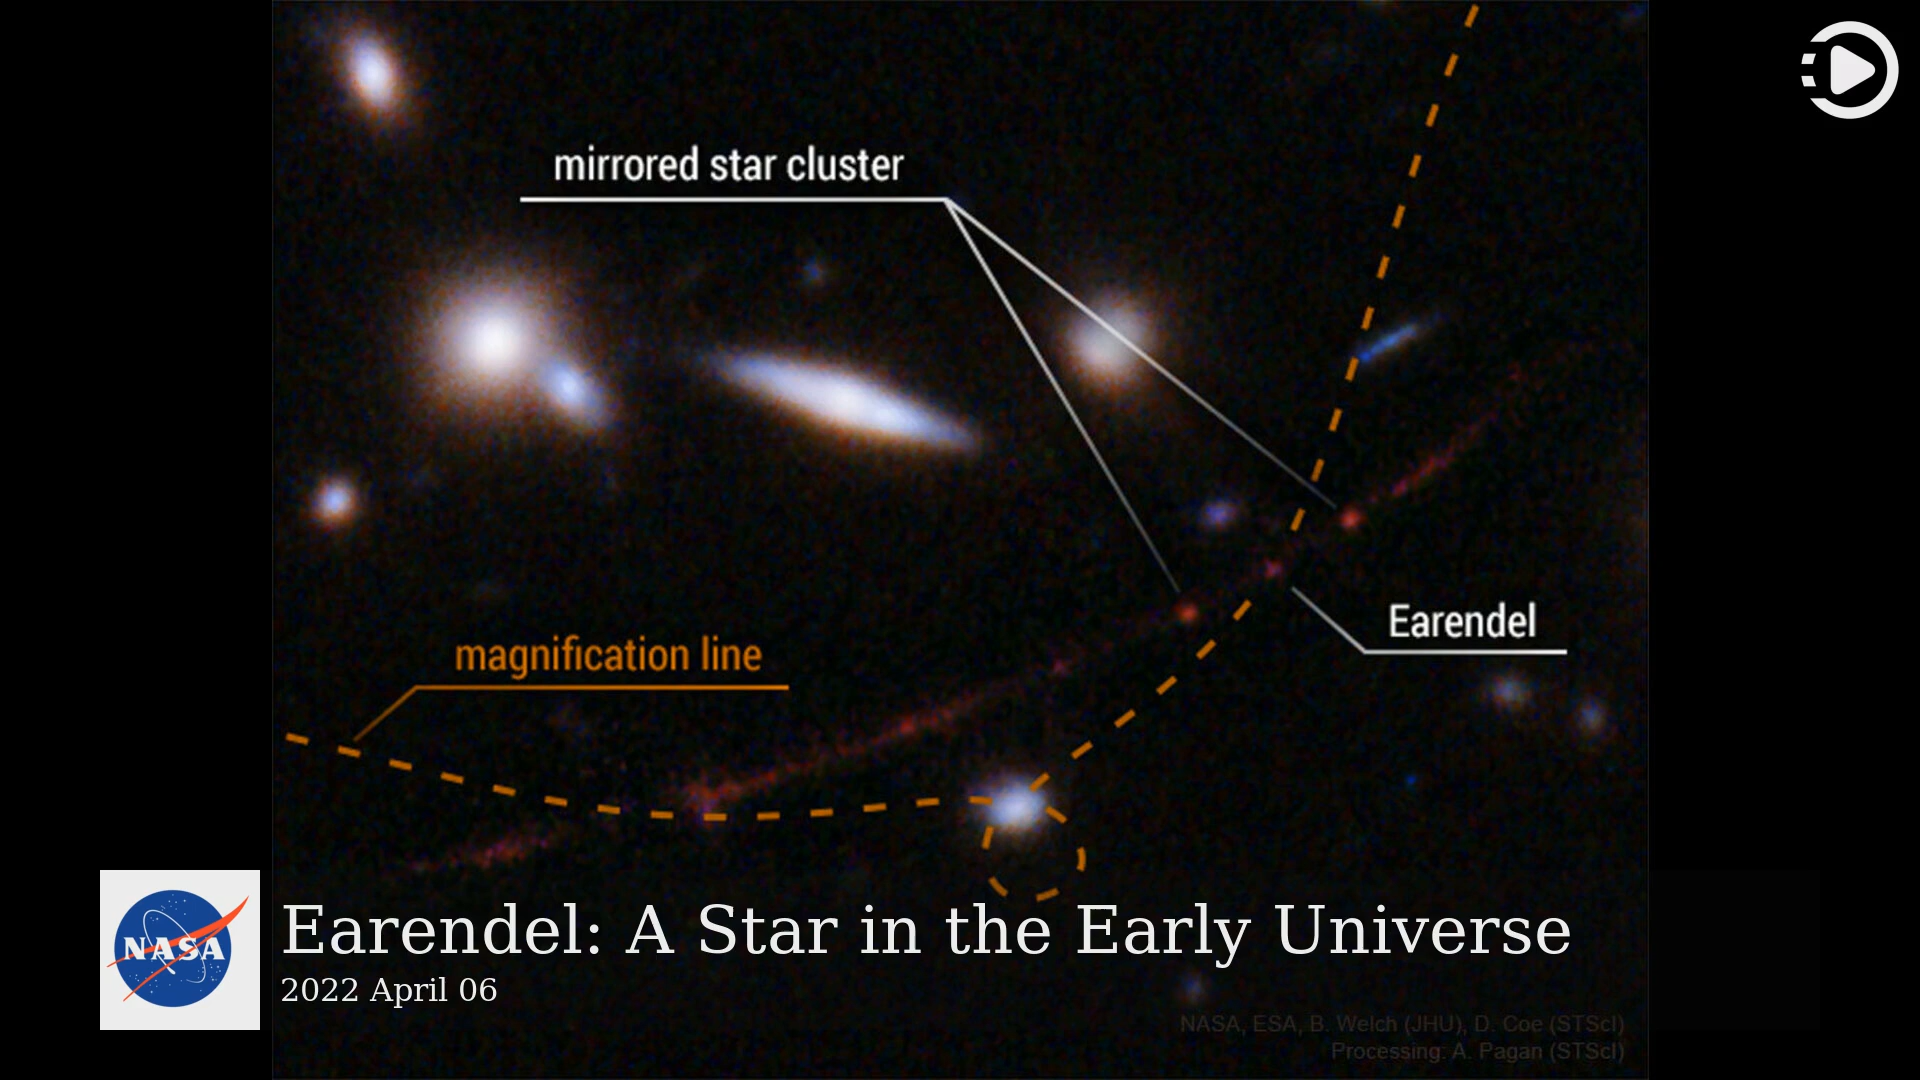 mirrored star cluster
Earendel
magnification line
NASA
Earendel: A Star in the Early Universe
2022 April 06
NASA, ESA, B. Welch (JHU), D. Coe (STScI)
Processing: A. Pagan (STScI)